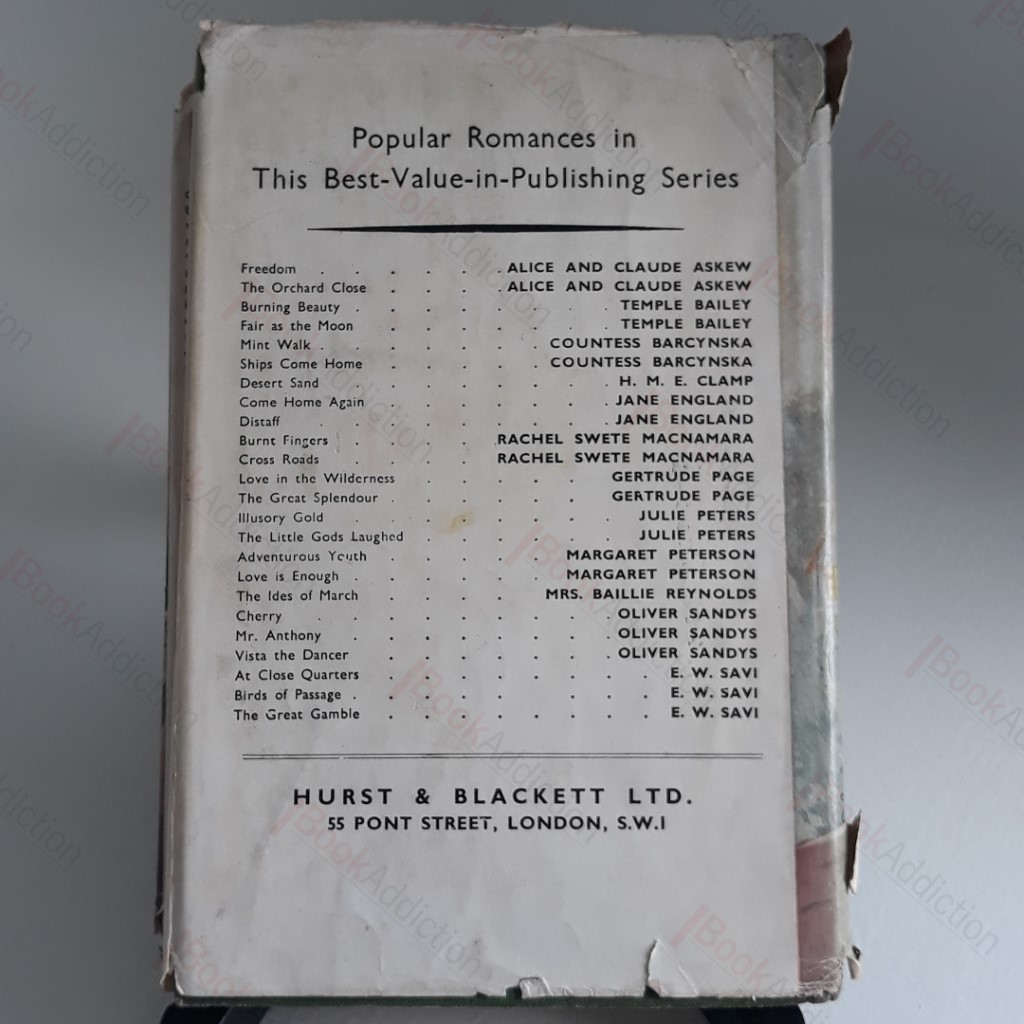 Popular Romances in
This Best-Value-in-Publishing Series
Freedom . . . . . . ALICE AND CLAUDE ASKEW
The Orchard Close . . . . ALICE AND CLAUDE ASKEW
Burning Beauty . . . . . . . . TEMPLE BAILEY
Fair as the Moon . . . . . . . TEMPLE BAILEY
Mint Walk . . . . . . . COUNTESS BARCYNSKA
Ships Come Home . . . . . COUNTESS BARCYNSKA
Desert Sand . . . . . . . . H. M. E. CLAMP
Come Home Again . . . . . . . JANE ENGLAND
Distaff . . . . . . . . . JANE ENGLAND
Burnt Fingers . . . . RACHEL SWETE MACNAMARA
Cross Roads . . . . RACHEL SWETE MACNAMARA
Love in the Wilderness . . . . . GERTRUDE PAGE
The Great Splendour . . . . . . GERTRUDE PAGE
Illusory Gold . . . . . . . . JULIE PETERS
The Little Gods Laughed . . . . . . JULIE PETERS
Adventurous Youth . . . . . MARGARET PETERSON
Love is Enough . . . . . . MARGARET PETERSON
The Ides of March . . . . MRS. BAILLIE REYNOLDS
Cherry . . . . . . . . . OLIVER SANDYS
Mr. Anthony . . . . . . . . OLIVER SANDYS
Vista the Dancer . . . . . . . OLIVER SANDYS
At Close Quarters . . . . . . . . E. W. SAVI
Birds of Passage . . . . . . . . . E. W. SAVI
The Great Gamble . . . . . . . . E. W. SAVI
HURST & BLACKETT LTD.
55 PONT STREET, LONDON, S.W.1
BookAddiction